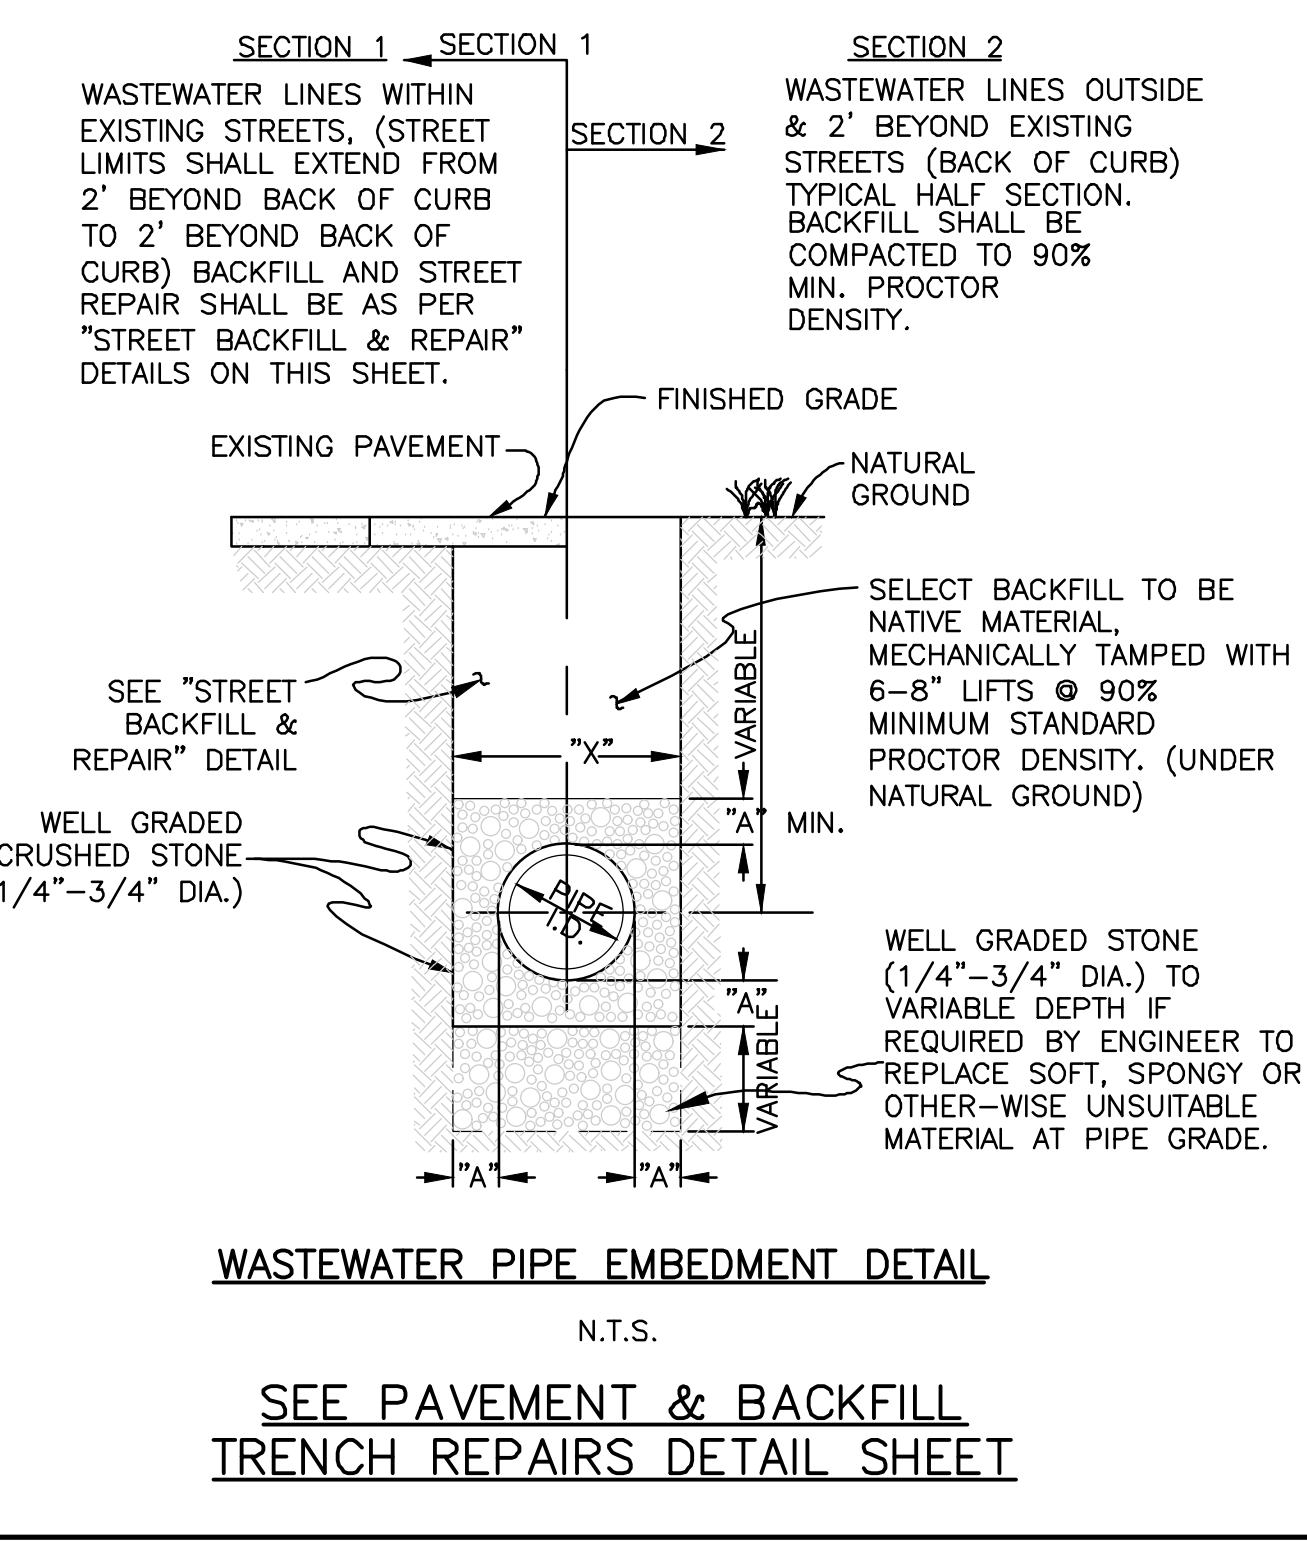 SECTION 1
WASTEWATER LINES WITHIN
EXISTING STREETS, (STREET
LIMITS SHALL EXTEND FROM
2' BEYOND BACK OF CURB
TO 2' BEYOND BACK OF
CURB) BACKFILL AND STREET
REPAIR SHALL BE AS PER
"STREET BACKFILL & REPAIR"
DETAILS ON THIS SHEET.
SECTION 1
SECTION 2
SECTION 2
WASTEWATER LINES OUTSIDE
& 2' BEYOND EXISTING
STREETS (BACK OF CURB)
TYPICAL HALF SECTION.
BACKFILL SHALL BE
COMPACTED TO 90%
MIN. PROCTOR
DENSITY.
FINISHED GRADE
EXISTING PAVEMENT
NATURAL
GROUND
SELECT BACKFILL TO BE
NATIVE MATERIAL,
MECHANICALLY TAMPED WITH
6-8" LIFTS @ 90%
MINIMUM STANDARD
PROCTOR DENSITY. (UNDER
NATURAL GROUND)
VARIABLE
SEE "STREET
BACKFILL &
REPAIR" DETAIL
"X"
WELL GRADED
CRUSHED STONE
1/4"-3/4" DIA.)
"A" MIN.
PIPE
I.D.
"A"
VARIABLE
WELL GRADED STONE
(1/4"-3/4" DIA.) TO
VARIABLE DEPTH IF
REQUIRED BY ENGINEER TO
REPLACE SOFT, SPONGY OR
OTHER-WISE UNSUITABLE
MATERIAL AT PIPE GRADE.
"A"
"A"
WASTEWATER PIPE EMBEDMENT DETAIL
N.T.S.
SEE PAVEMENT & BACKFILL
TRENCH REPAIRS DETAIL SHEET